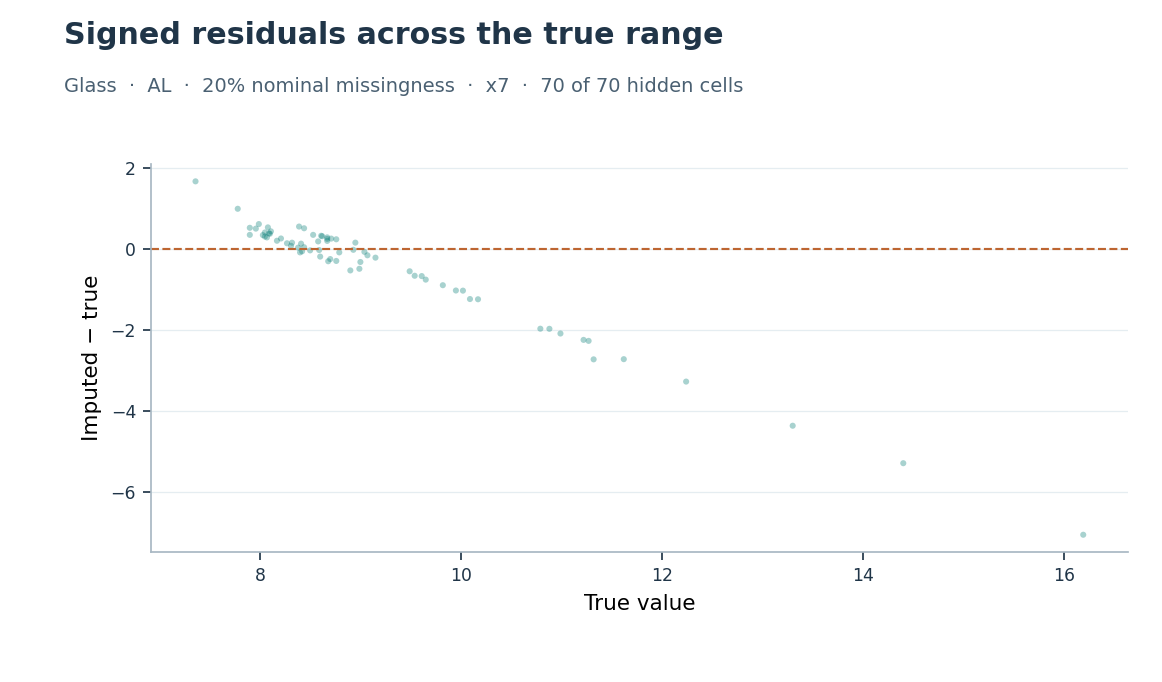 Signed residuals across the true range
Glass · AL · 20% nominal missingness · x7 · 70 of 70 hidden cells
2
0
−2
−4
−6
Imputed − true
8 10 12 14 16
True value